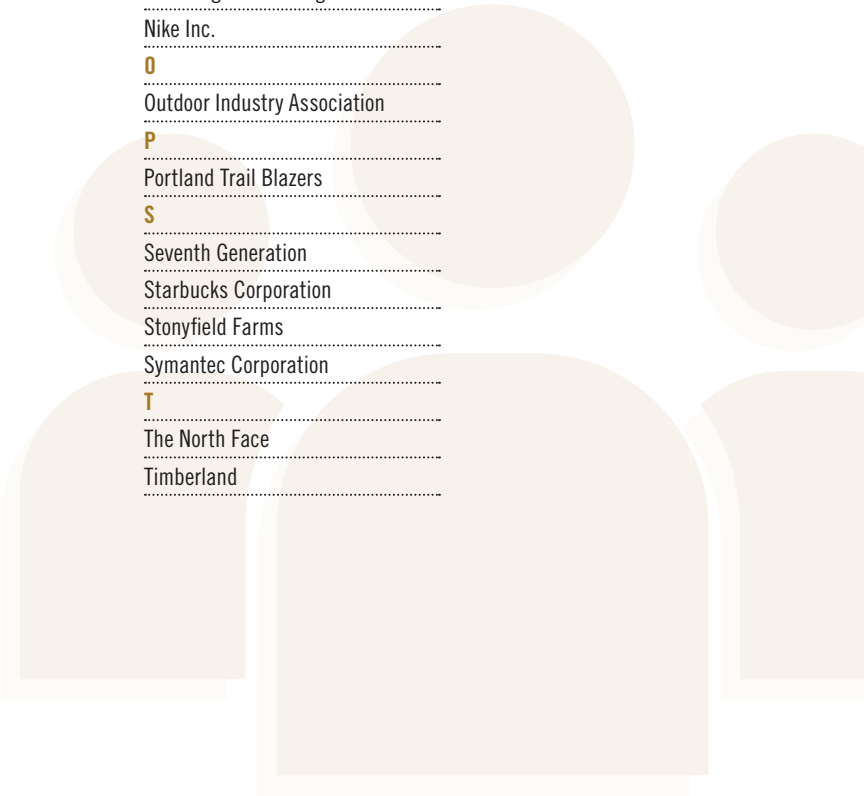 Nike Inc.
O
Outdoor Industry Association
P
Portland Trail Blazers
S
Seventh Generation
Starbucks Corporation
Stonyfield Farms
Symantec Corporation
T
The North Face
Timberland